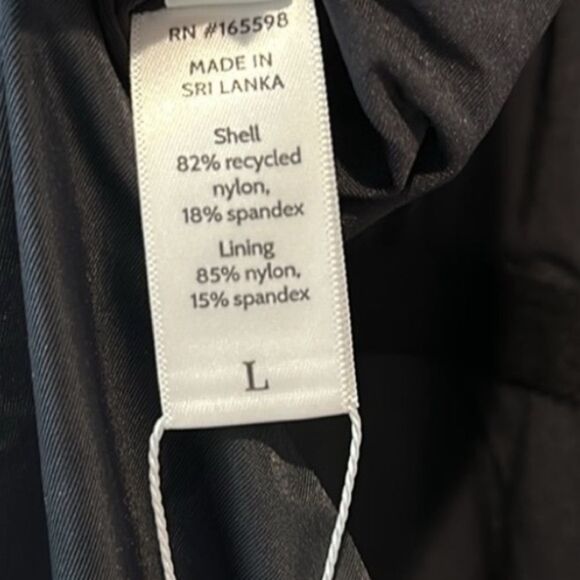 RN #165598
MADE IN
SRI LANKA
Shell
82% recycled
nylon,
18% spandex
Lining
85% nylon,
15% spandex
L